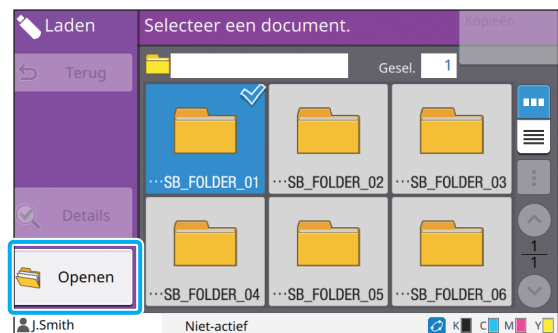 Laden
Selecteer een document.
Kopieën
Terug
Gesel. 1
···SB_FOLDER_01
···SB_FOLDER_02
···SB_FOLDER_03
Details
1
1
Openen
···SB_FOLDER_04
···SB_FOLDER_05
···SB_FOLDER_06
J.Smith
Niet-actief
K C M Y